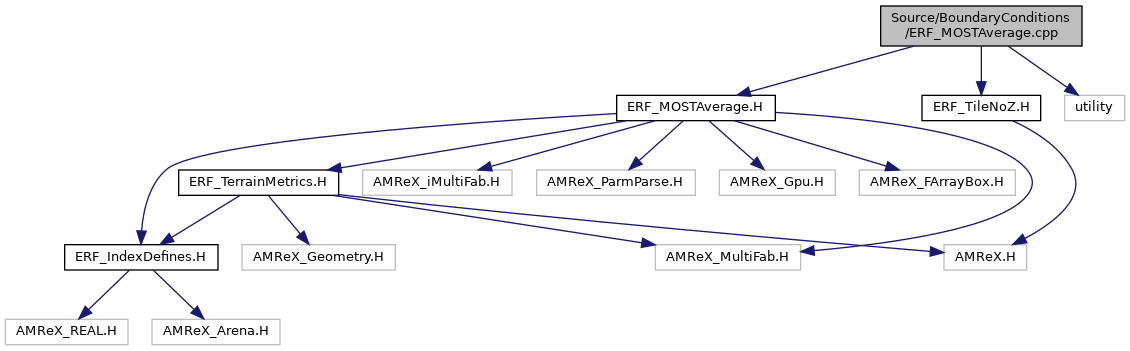 Source/BoundaryConditions
/ERF_MOSTAverage.cpp
ERF_MOSTAverage.H
ERF_TileNoZ.H
utility
ERF_TerrainMetrics.H
AMReX_iMultiFab.H
AMReX_ParmParse.H
AMReX_Gpu.H
AMReX_FArrayBox.H
ERF_IndexDefines.H
AMReX_Geometry.H
AMReX_MultiFab.H
AMReX.H
AMReX_REAL.H
AMReX_Arena.H